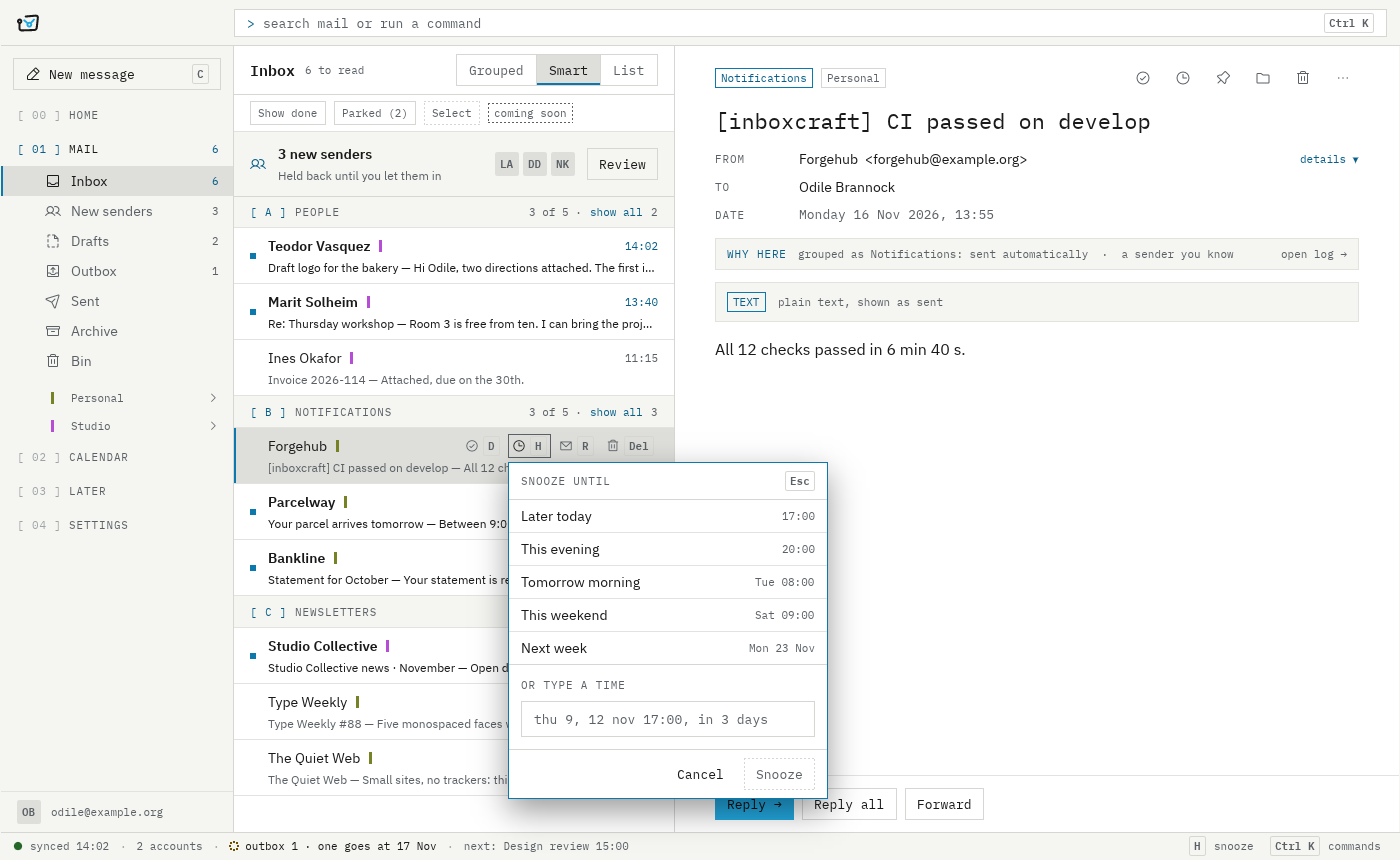 > search mail or run a command
Ctrl K
New message C
[ 00 ] HOME
[ 01 ] MAIL 6
Inbox 6
New senders 3
Drafts 2
Outbox 1
Sent
Archive
Bin
Personal
Studio
[ 02 ] CALENDAR
[ 03 ] LATER
[ 04 ] SETTINGS
OB odile@example.org
Inbox 6 to read
Grouped Smart List
Show done Parked (2) Select coming soon
3 new senders
Held back until you let them in
LA DD NK Review
[ A ] PEOPLE 3 of 5 · show all 2
Teodor Vasquez 14:02
Draft logo for the bakery — Hi Odile, two directions attached. The first i…
Marit Solheim 13:40
Re: Thursday workshop — Room 3 is free from ten. I can bring the proj…
Ines Okafor 11:15
Invoice 2026-114 — Attached, due on the 30th.
[ B ] NOTIFICATIONS 3 of 5 · show all 3
Forgehub D H R Del
[inboxcraft] CI passed on develop — All 12 ch
Parcelway
Your parcel arrives tomorrow — Between 9:0
Bankline
Statement for October — Your statement is re
[ C ] NEWSLETTERS
Studio Collective
Studio Collective news · November — Open d
Type Weekly
Type Weekly #88 — Five monospaced faces
The Quiet Web
The Quiet Web — Small sites, no trackers: thi
SNOOZE UNTIL Esc
Later today 17:00
This evening 20:00
Tomorrow morning Tue 08:00
This weekend Sat 09:00
Next week Mon 23 Nov
OR TYPE A TIME
thu 9, 12 nov 17:00, in 3 days
Cancel Snooze
Notifications Personal
[inboxcraft] CI passed on develop
FROM Forgehub <forgehub@example.org> details ▾
TO Odile Brannock
DATE Monday 16 Nov 2026, 13:55
WHY HERE grouped as Notifications: sent automatically · a sender you know open log →
TEXT plain text, shown as sent
All 12 checks passed in 6 min 40 s.
Reply → Reply all Forward
synced 14:02 · 2 accounts · outbox 1 · one goes at 17 Nov · next: Design review 15:00
H snooze Ctrl K commands